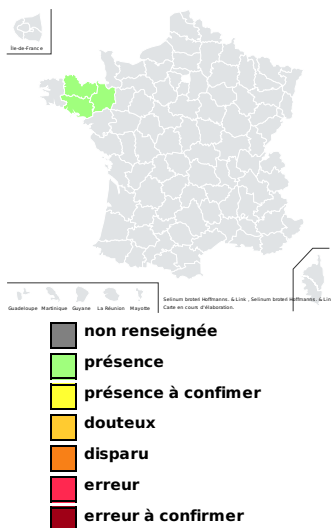 Île-de-France
Guadeloupe Martinique Guyane La Réunion Mayotte
Selinum broteri Hoffmanns. & Link , Selinum broteri Hoffmanns. & Lin
Carte en cours d'élaboration.
non renseignée
présence
présence à confimer
douteux
disparu
erreur
erreur à confirmer